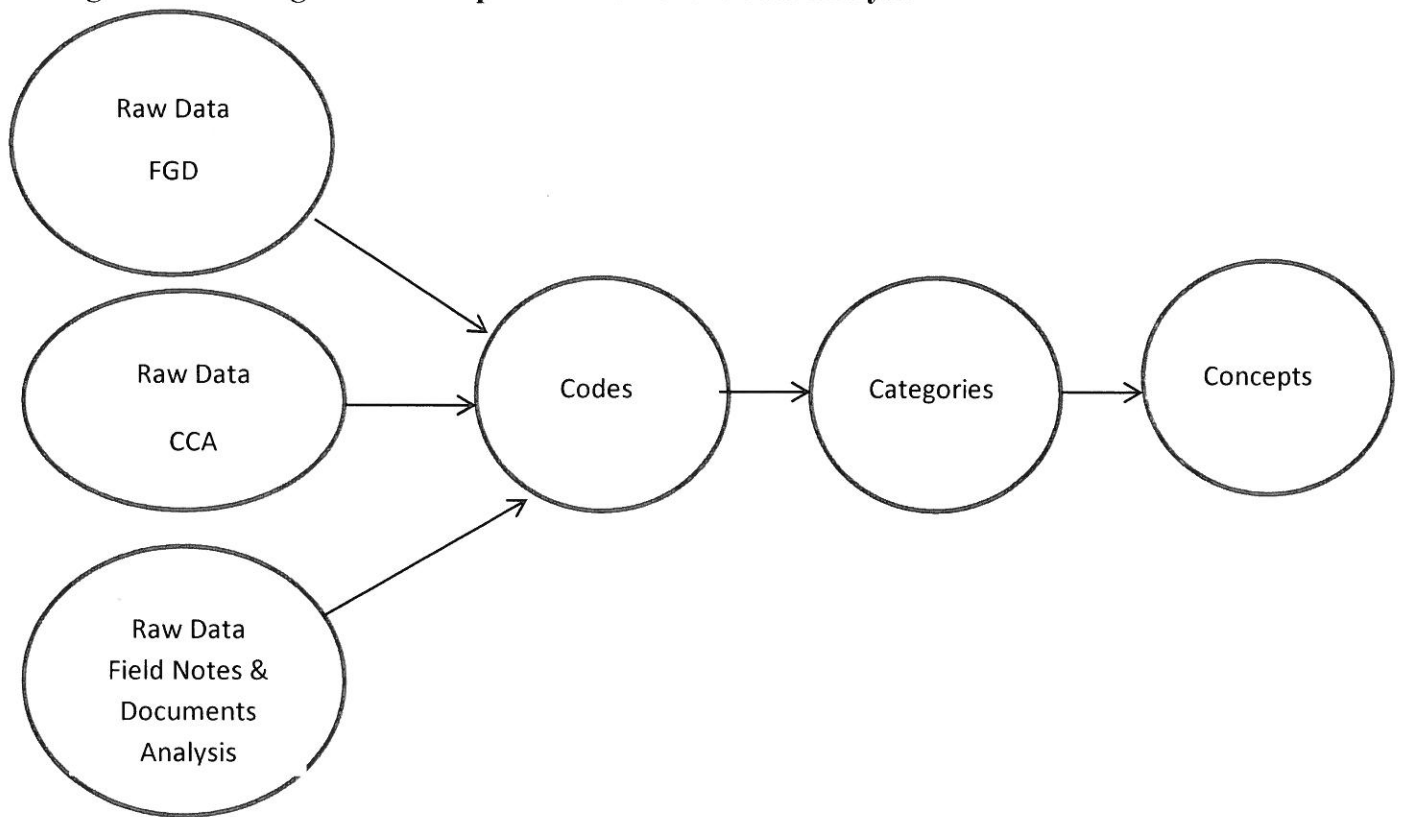 Raw Data
FGD
Raw Data
CCA
Raw Data
Field Notes &
Documents
Analysis
Codes
Categories
Concepts